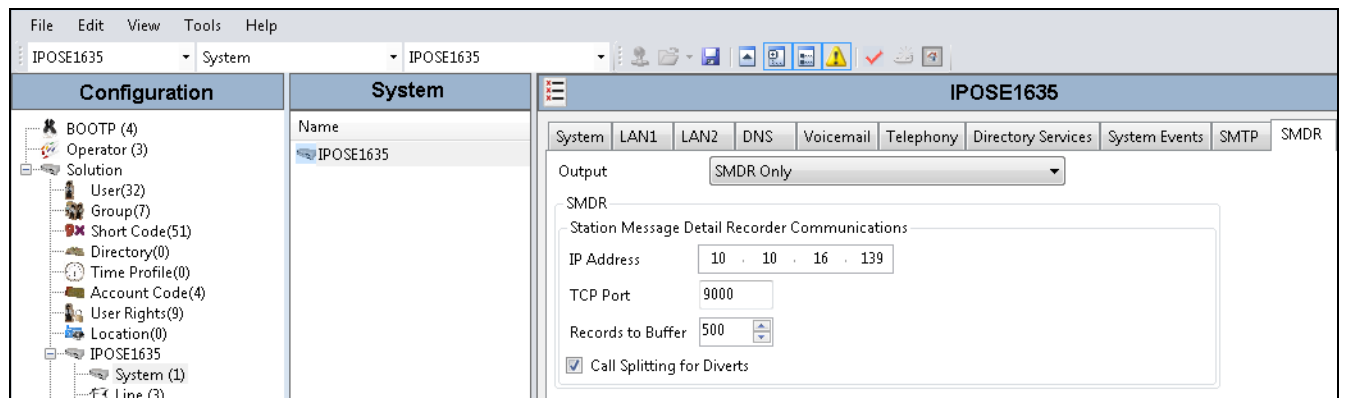 File Edit View Tools Help
IPOSE1635 System IPOSE1635
Configuration
BOOTP (4)
Operator (3)
Solution
User(32)
Group(7)
Short Code(51)
Directory(0)
Time Profile(0)
Account Code(4)
User Rights(9)
Location(0)
IPOSE1635
System (1)
Line (3)
System
Name
IPOSE1635
IPOSE1635
System LAN1 LAN2 DNS Voicemail Telephony Directory Services System Events SMTP SMDR
Output SMDR Only
SMDR
Station Message Detail Recorder Communications
IP Address 10 . 10 . 16 . 139
TCP Port 9000
Records to Buffer 500
Call Splitting for Diverts